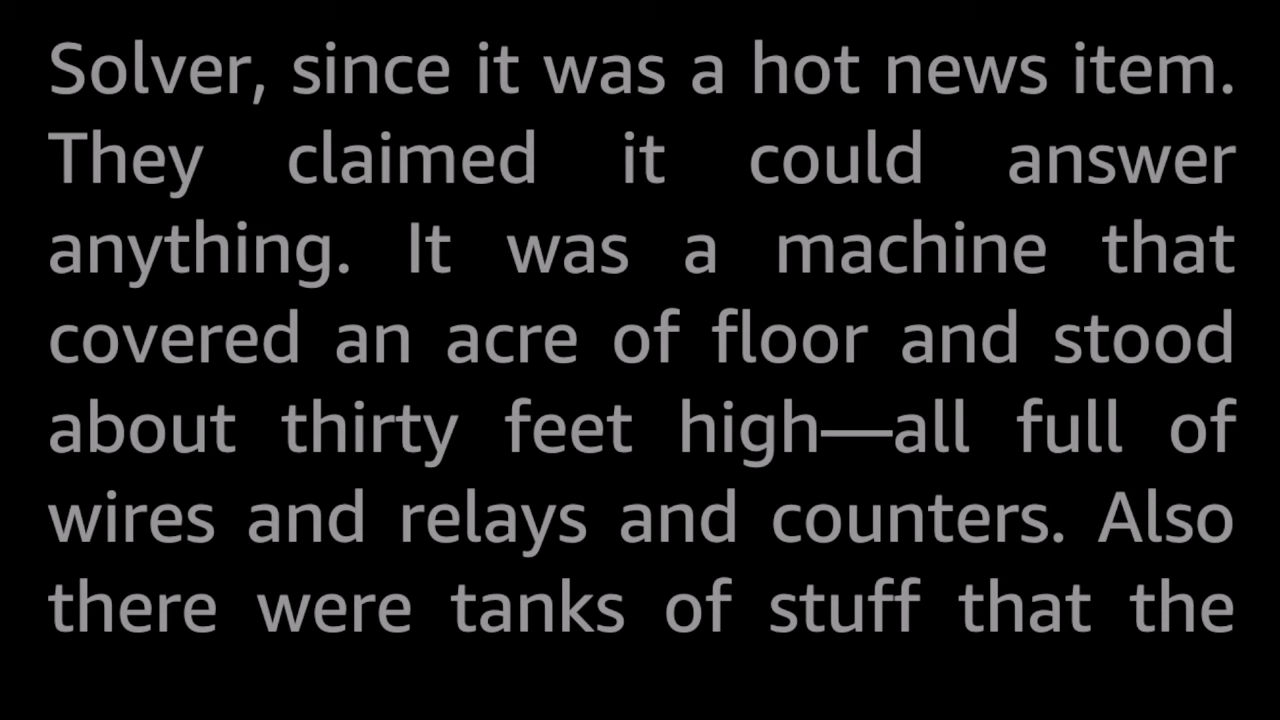 Solver, since it was a hot news item.
They claimed it could answer
anything. It was a machine that
covered an acre of floor and stood
about thirty feet high—all full of
wires and relays and counters. Also
there were tanks of stuff that the